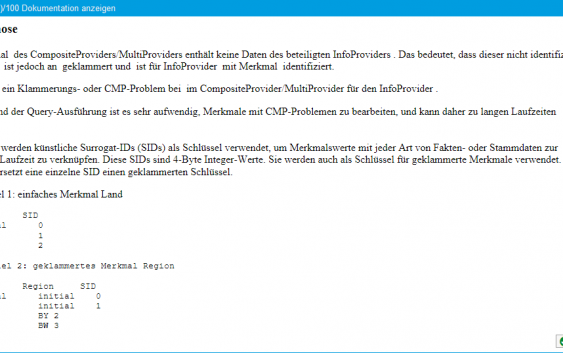 )/100 Dokumentation anzeigen
ose
al des CompositeProviders/MultiProviders enthält keine Daten des beteiligten InfoProviders . Das bedeutet, dass dieser nicht identifiz
ist jedoch an geklammert und ist für InfoProvider mit Merkmal identifiziert.
ein Klammerungs- oder CMP-Problem bei im CompositeProvider/MultiProvider für den InfoProvider .
nd der Query-Ausführung ist es sehr aufwendig, Merkmale mit CMP-Problemen zu bearbeiten, und kann daher zu langen Laufzeiten
werden künstliche Surrogat-IDs (SIDs) als Schlüssel verwendet, um Merkmalswerte mit jeder Art von Fakten- oder Stammdaten zur
Laufzeit zu verknüpfen. Diese SIDs sind 4-Byte Integer-Werte. Sie werden auch als Schlüssel für geklammerte Merkmale verwendet.
rsetzt eine einzelne SID einen geklammerten Schlüssel.
el 1: einfaches Merkmal Land
SID
al 0
1
2
el 2: geklammertes Merkmal Region
Region SID
al initial 0
initial 1
BY 2
BW 3